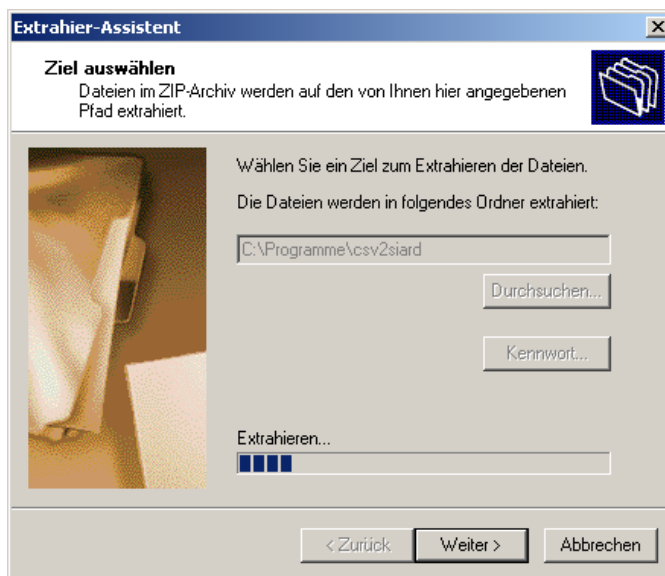 Extrahier-Assistent
Ziel auswählen
Dateien im ZIP-Archiv werden auf den von Ihnen hier angegebenen
Pfad extrahiert.
Wählen Sie ein Ziel zum Extrahieren der Dateien.
Die Dateien werden in folgendes Ordner extrahiert:
C:\Programme\csv2siard
Durchsuchen...
Kennwort...
Extrahieren...
< Zurück Weiter > Abbrechen